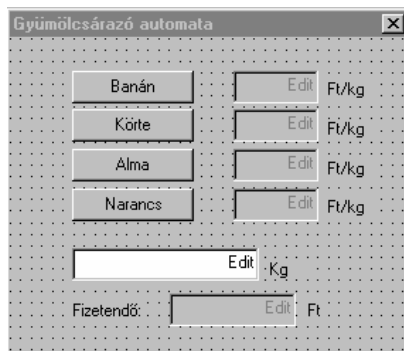 Gyümölcsárazó automata
Banán Edit Ft/kg
Körte Edit Ft/kg
Alma Edit Ft/kg
Narancs Edit Ft/kg
Edit Kg
Fizetendő: Edit Ft